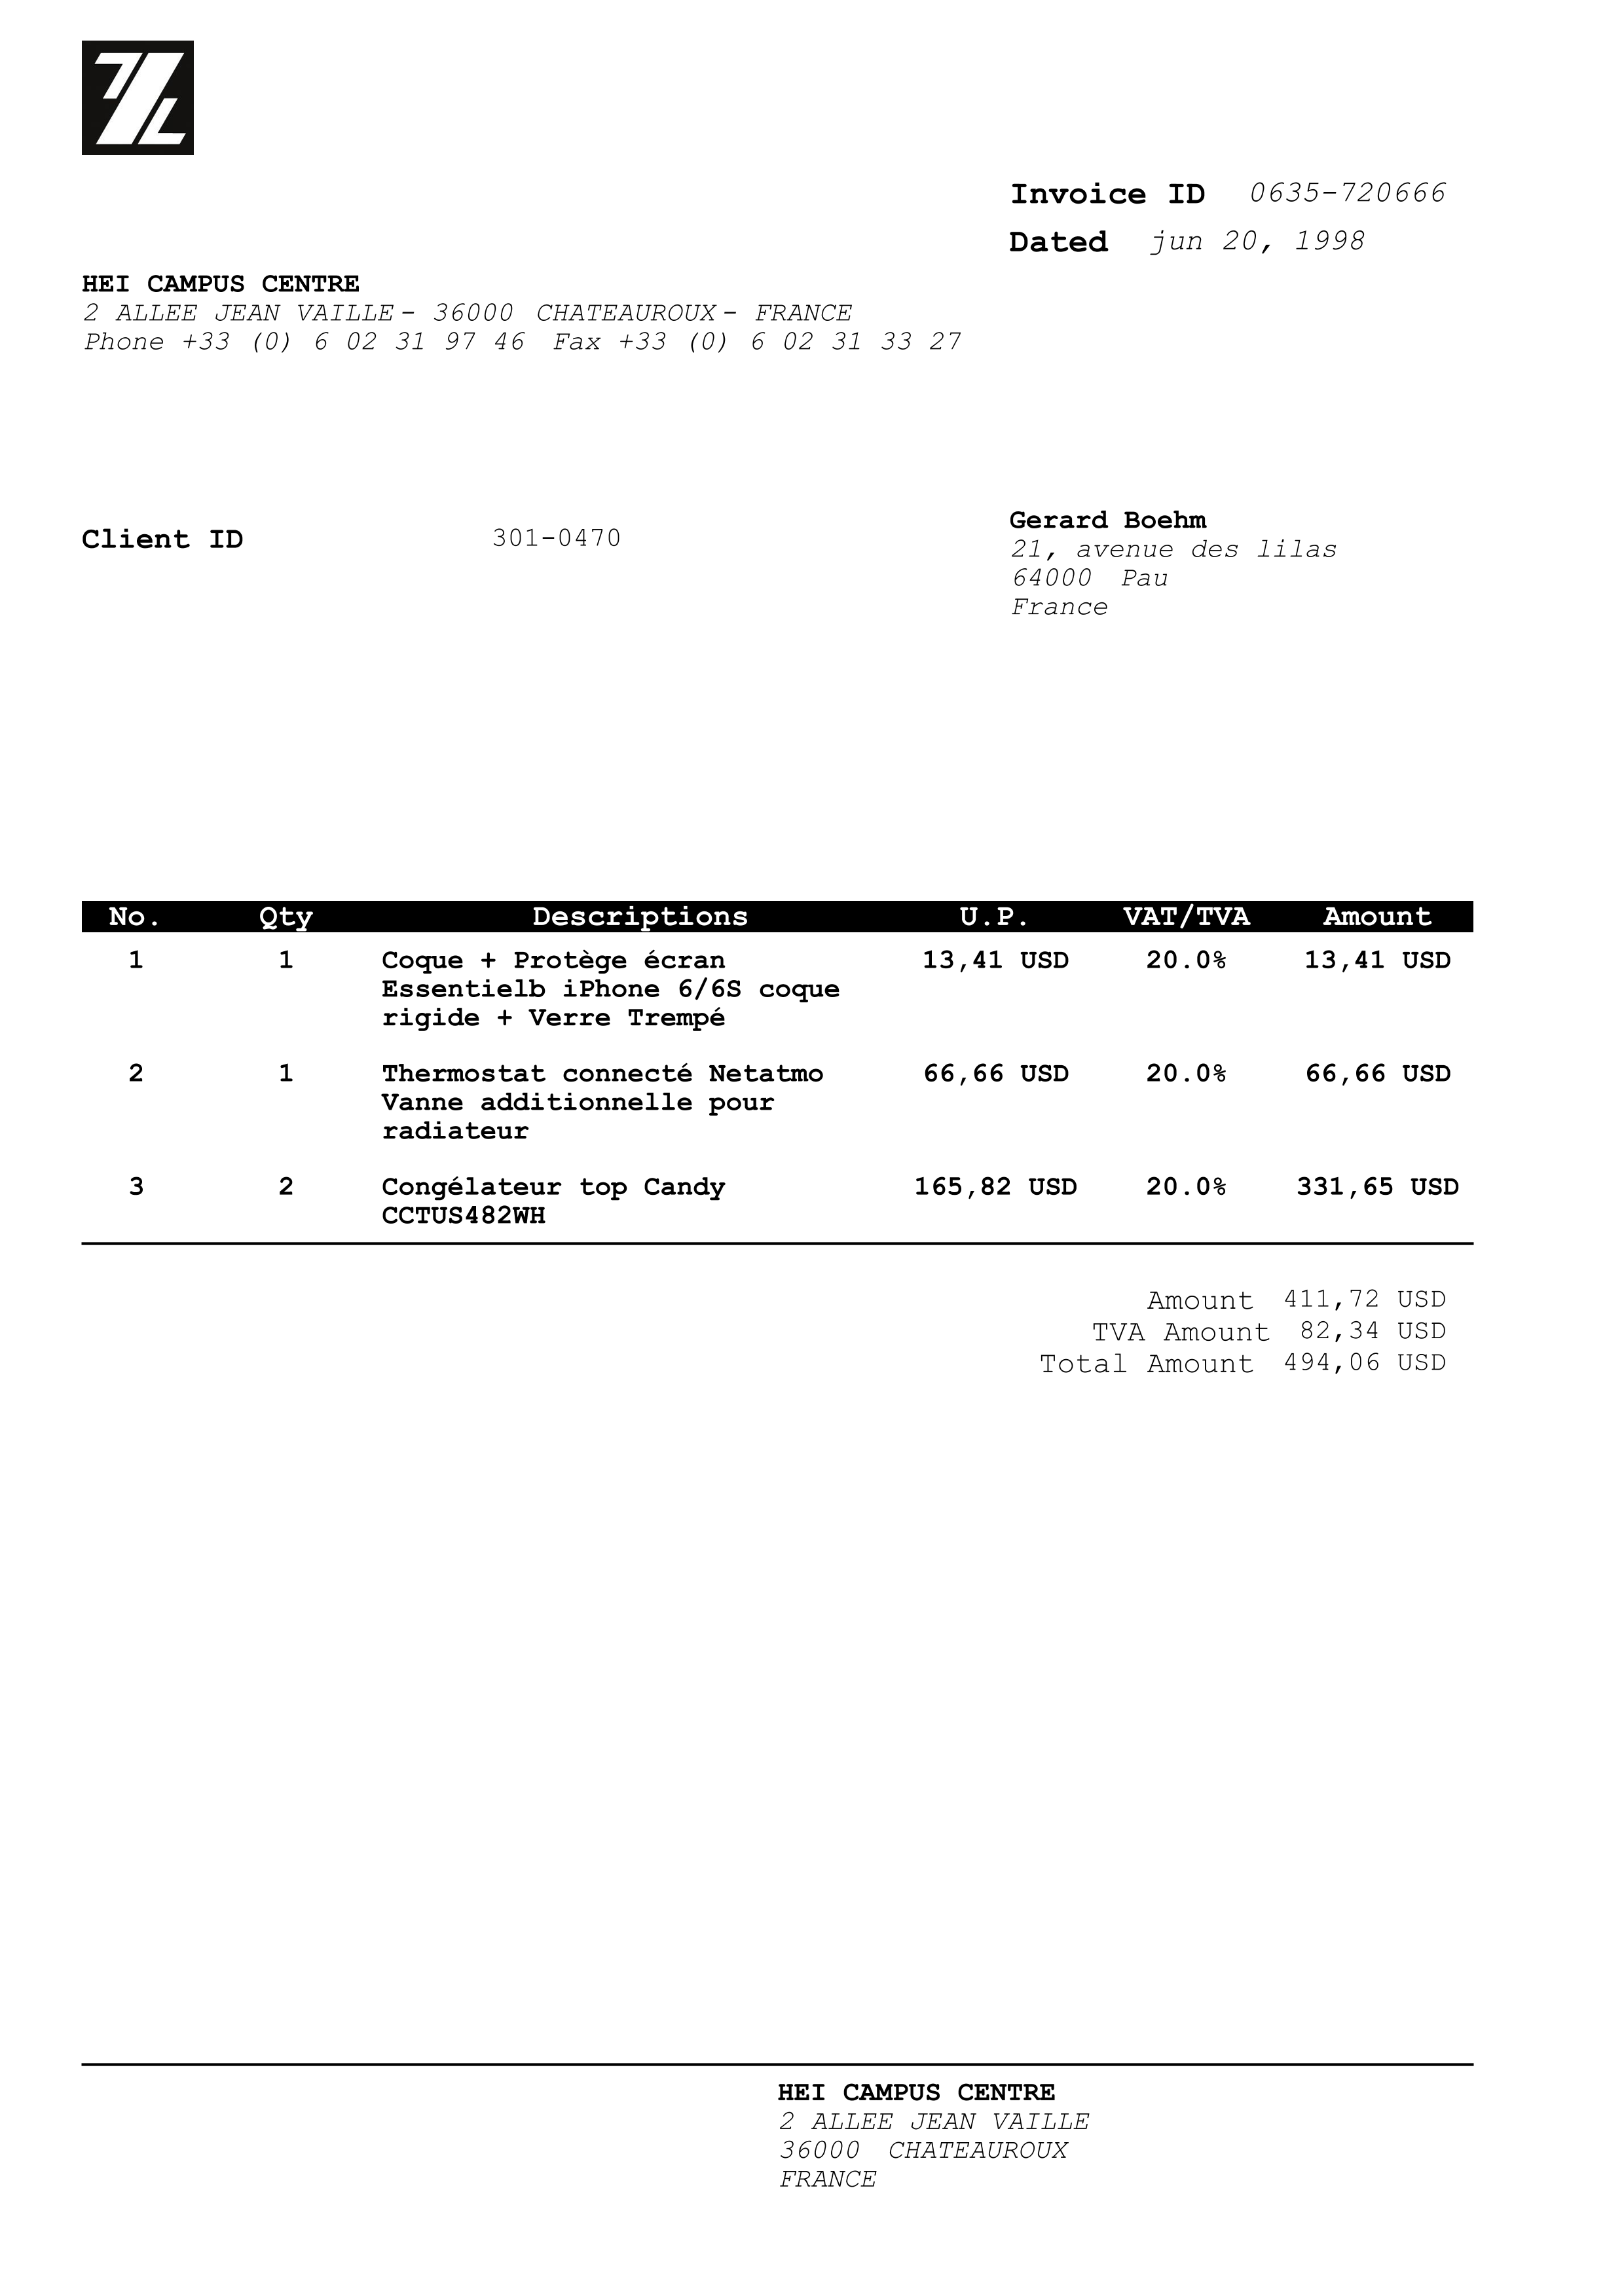 Invoice ID 0635-720666
Dated jun 20, 1998
HEI CAMPUS CENTRE
2 ALLEE JEAN VAILLE - 36000 CHATEAUROUX - FRANCE
Phone +33 (0) 6 02 31 97 46 Fax +33 (0) 6 02 31 33 27
Client ID 301-0470
Gerard Boehm
21, avenue des lilas
64000 Pau
France
No. Qty Descriptions U.P. VAT/TVA Amount
1 1 Coque + Protège écran 13,41 USD 20.0% 13,41 USD
Essentielb iPhone 6/6S coque
rigide + Verre Trempé
2 1 Thermostat connecté Netatmo 66,66 USD 20.0% 66,66 USD
Vanne additionnelle pour
radiateur
3 2 Congélateur top Candy 165,82 USD 20.0% 331,65 USD
CCTUS482WH
Amount 411,72 USD
TVA Amount 82,34 USD
Total Amount 494,06 USD
HEI CAMPUS CENTRE
2 ALLEE JEAN VAILLE
36000 CHATEAUROUX
FRANCE